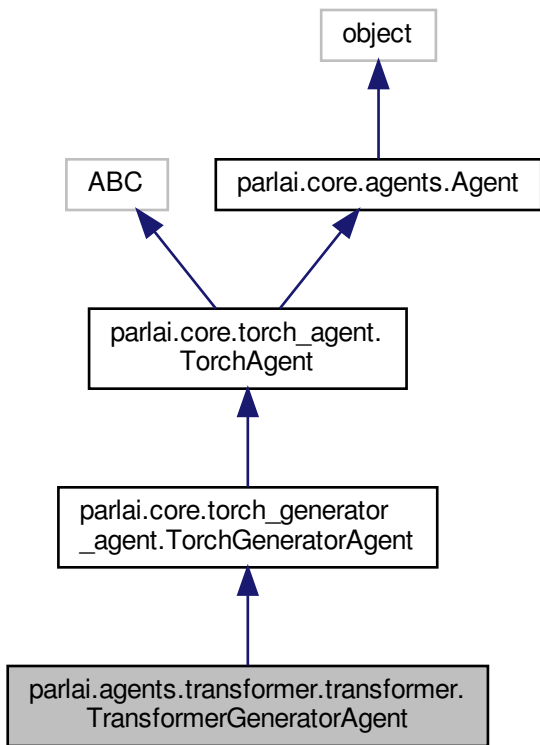 object
ABC
parlai.core.agents.Agent
parlai.core.torch_agent.
TorchAgent
parlai.core.torch_generator
_agent.TorchGeneratorAgent
parlai.agents.transformer.transformer.
TransformerGeneratorAgent